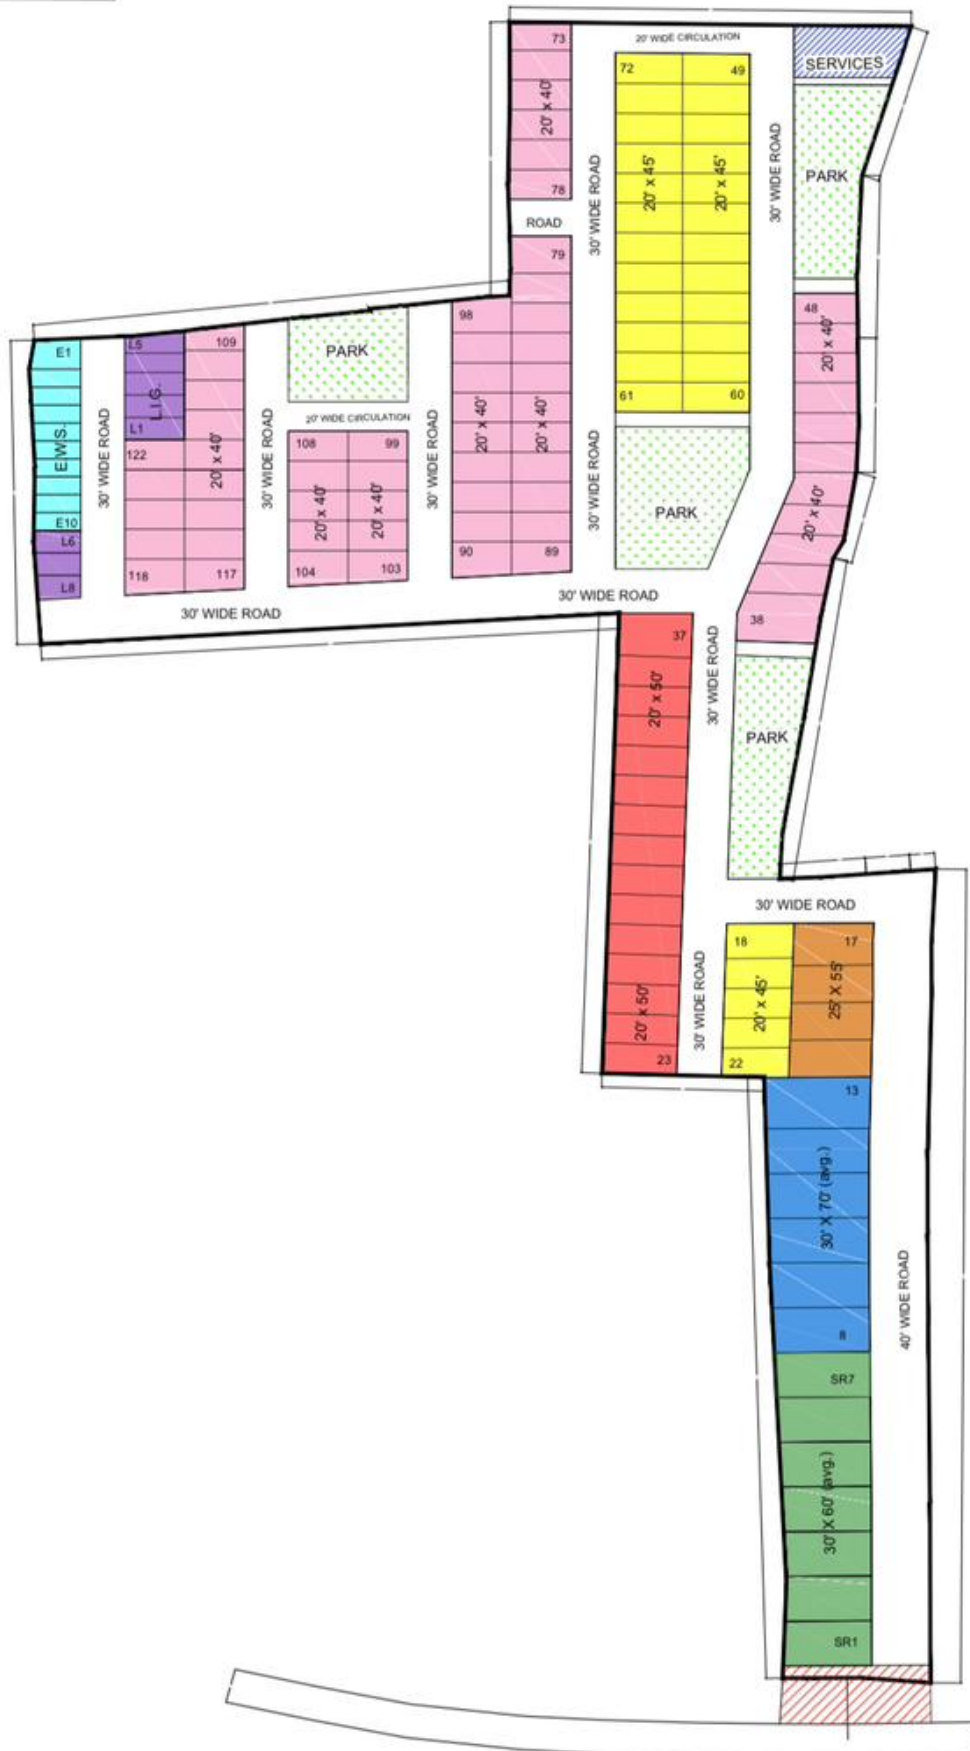 73
20' WIDE CIRCULATION
SERVICES
72
49
20' x 40'
30' WIDE ROAD
20' x 45'
20' x 45'
30' WIDE ROAD
PARK
78
ROAD
79
98
48
20' x 40'
E1
L5
109
PARK
L.I.G.
L1
20' WIDE CIRCULATION
61
60
E.W.S.
30' WIDE ROAD
122
20' x 40'
30' WIDE ROAD
108
99
20' x 40'
20' x 40'
30' WIDE ROAD
20' x 40'
20' x 40'
30' WIDE ROAD
PARK
20' x 40'
E10
L6
L8
118
117
104
103
90
89
30' WIDE ROAD
30' WIDE ROAD
38
37
20' x 50'
30' WIDE ROAD
PARK
30' WIDE ROAD
18
17
20' x 50'
30' WIDE ROAD
20' x 45'
25' X 55'
23
22
13
30' X 70' (avg.)
40' WIDE ROAD
8
SR7
30' X 60' (avg.)
SR1